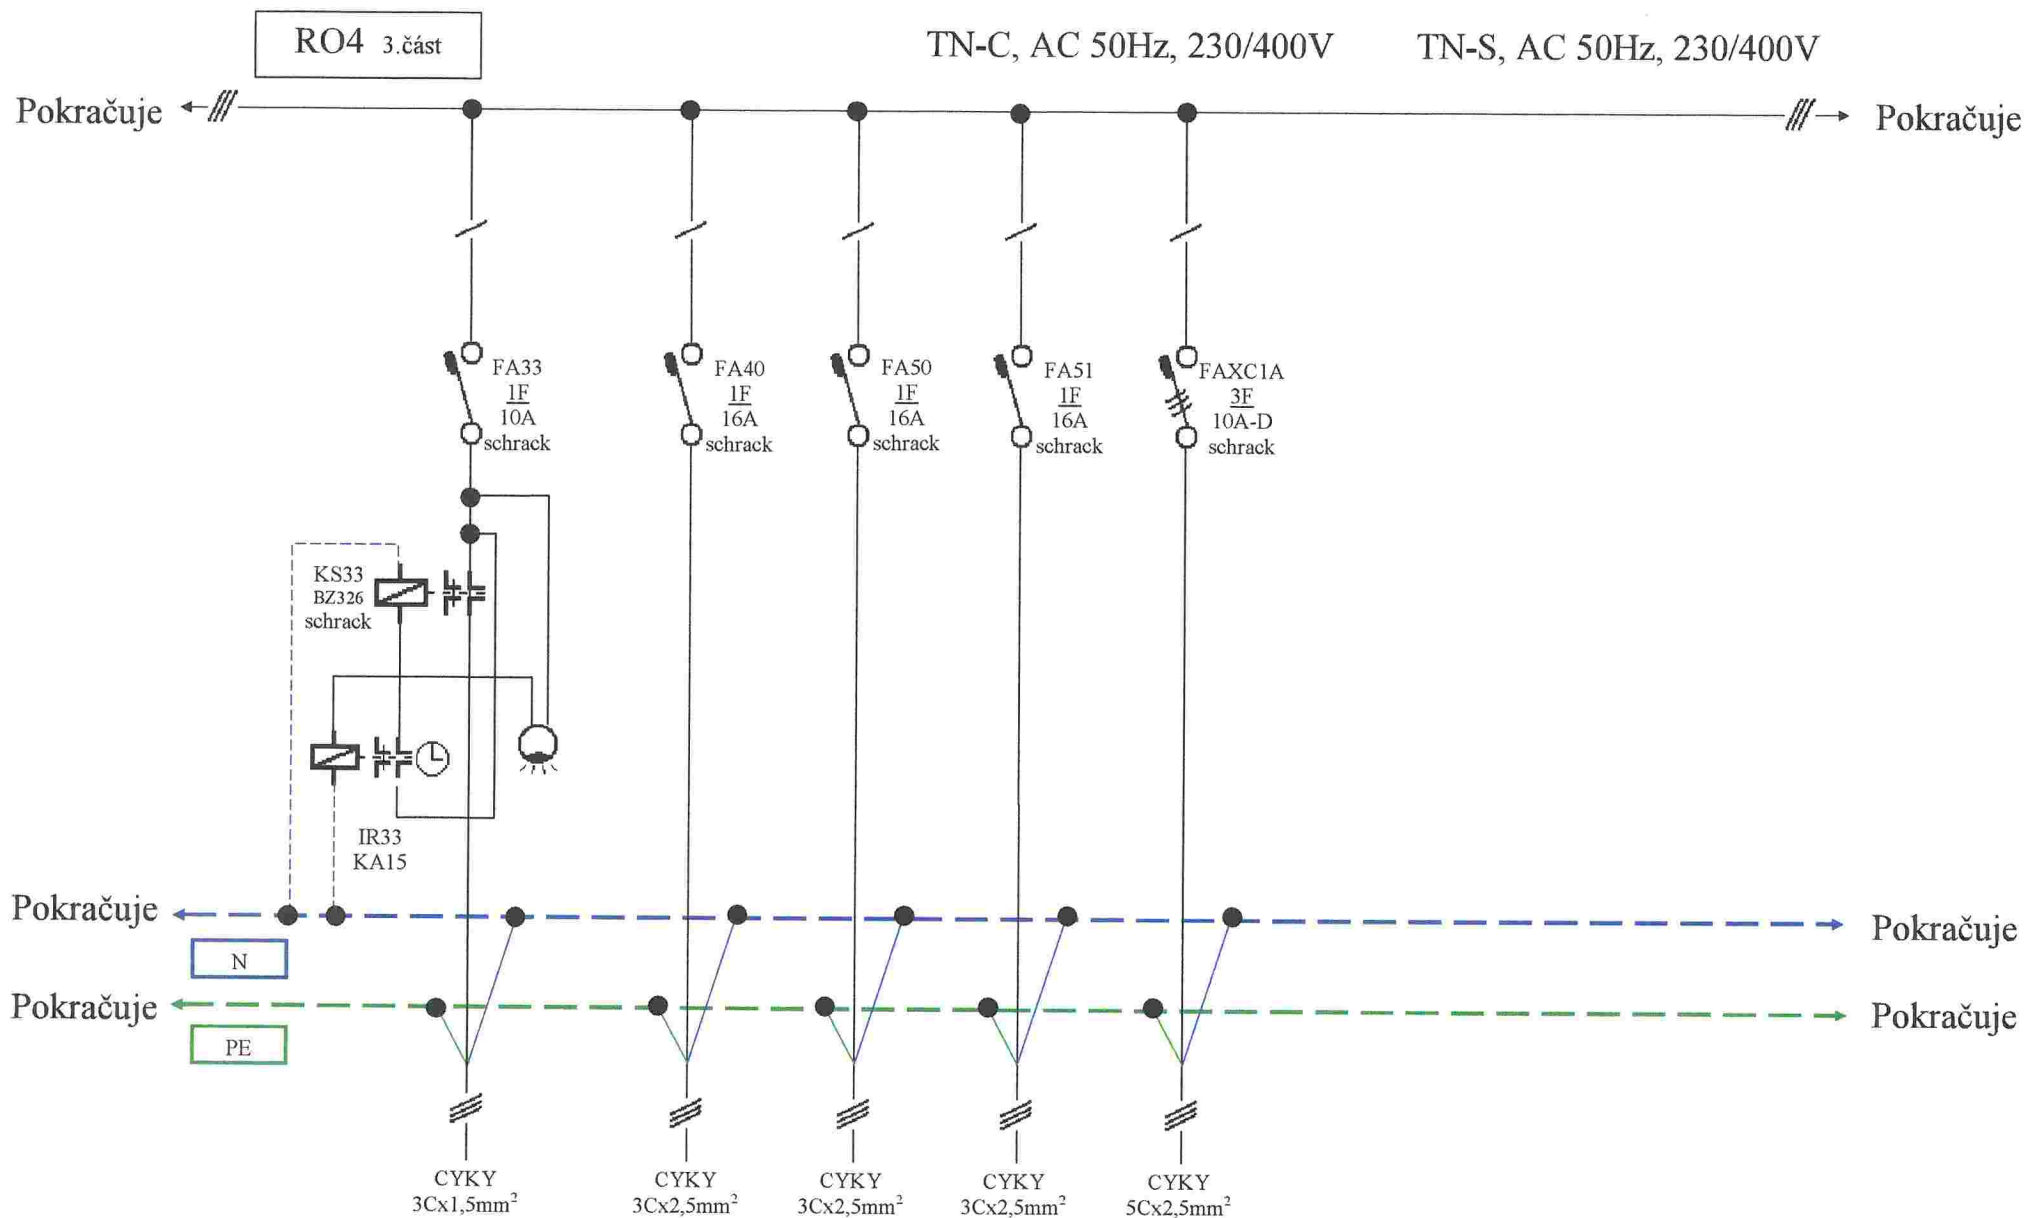 RO4 3.část
TN-C, AC 50Hz, 230/400V
TN-S, AC 50Hz, 230/400V
Pokračuje
Pokračuje
FA33
1F
10A
schrack
FA40
1F
16A
schrack
FA50
1F
16A
schrack
FA51
1F
16A
schrack
FAXC1A
3F
10A-D
schrack
KS33
BZ326
schrack
IR33
KA15
Pokračuje
Pokračuje
N
Pokračuje
Pokračuje
PE
CYKY
3Cx1,5mm²
CYKY
3Cx2,5mm²
CYKY
3Cx2,5mm²
CYKY
3Cx2,5mm²
CYKY
5Cx2,5mm²